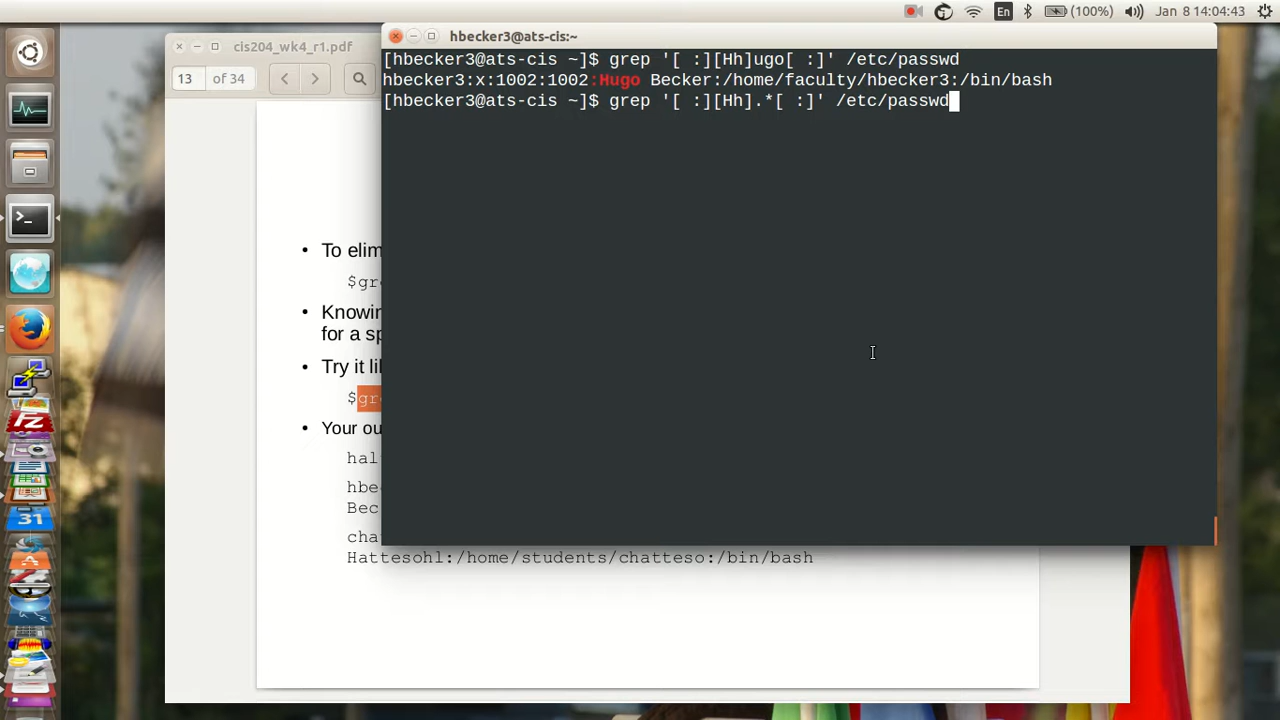 hbecker3@ats-cis:~
En
(100%)
Jan 8 14:04:43
cis204_wk4_r1.pdf
13 of 34
[hbecker3@ats-cis ~]$ grep '[ :][Hh]ugo[ :]' /etc/passwd
hbecker3:x:1002:1002:Hugo Becker:/home/faculty/hbecker3:/bin/bash
[hbecker3@ats-cis ~]$ grep '[ :][Hh].*[ :]' /etc/passwd
• To elim
$gre
• Knowin
for a sp
• Try it li
$gr
• Your ou
hal
hbe
Bec
cha
Hattesohl:/home/students/chatteso:/bin/bash
31